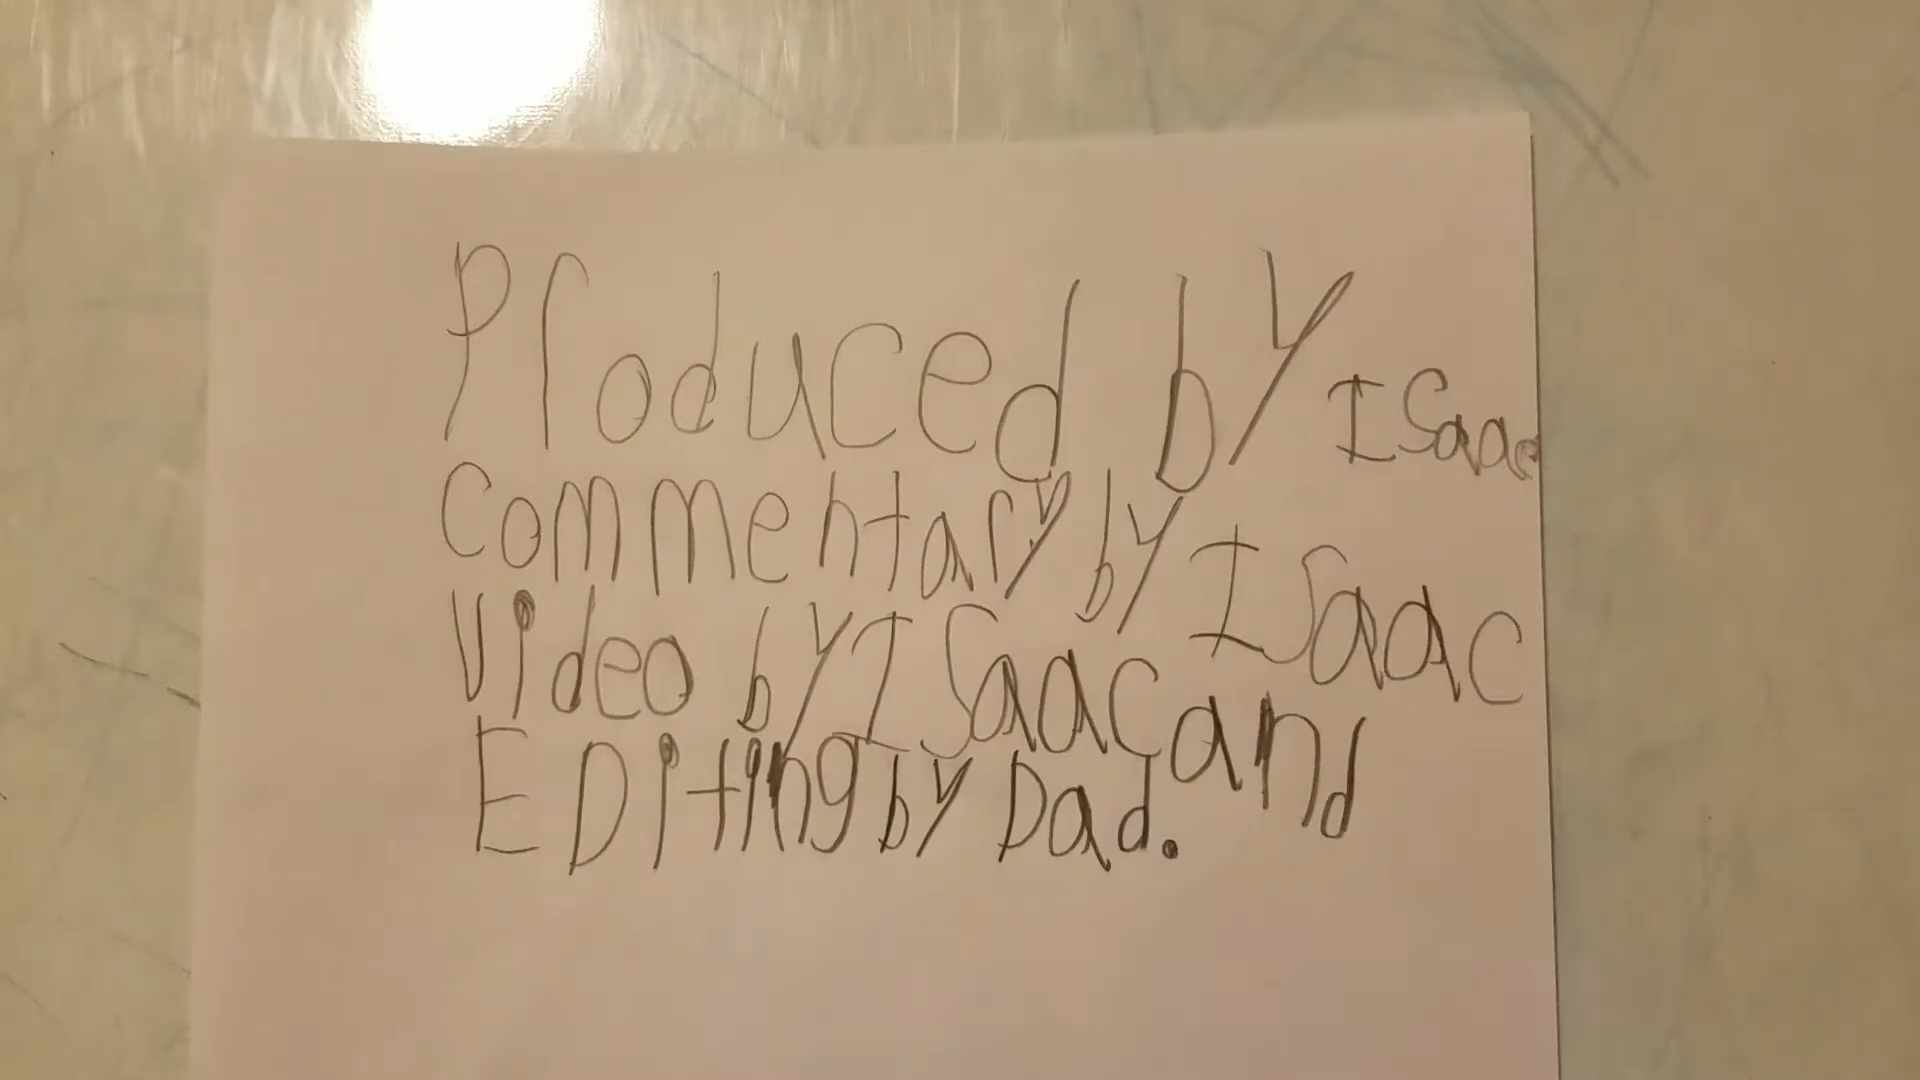 Produced by Isaac
Commentary by Isaac
Video by Isaac and
EDiting by Dad.